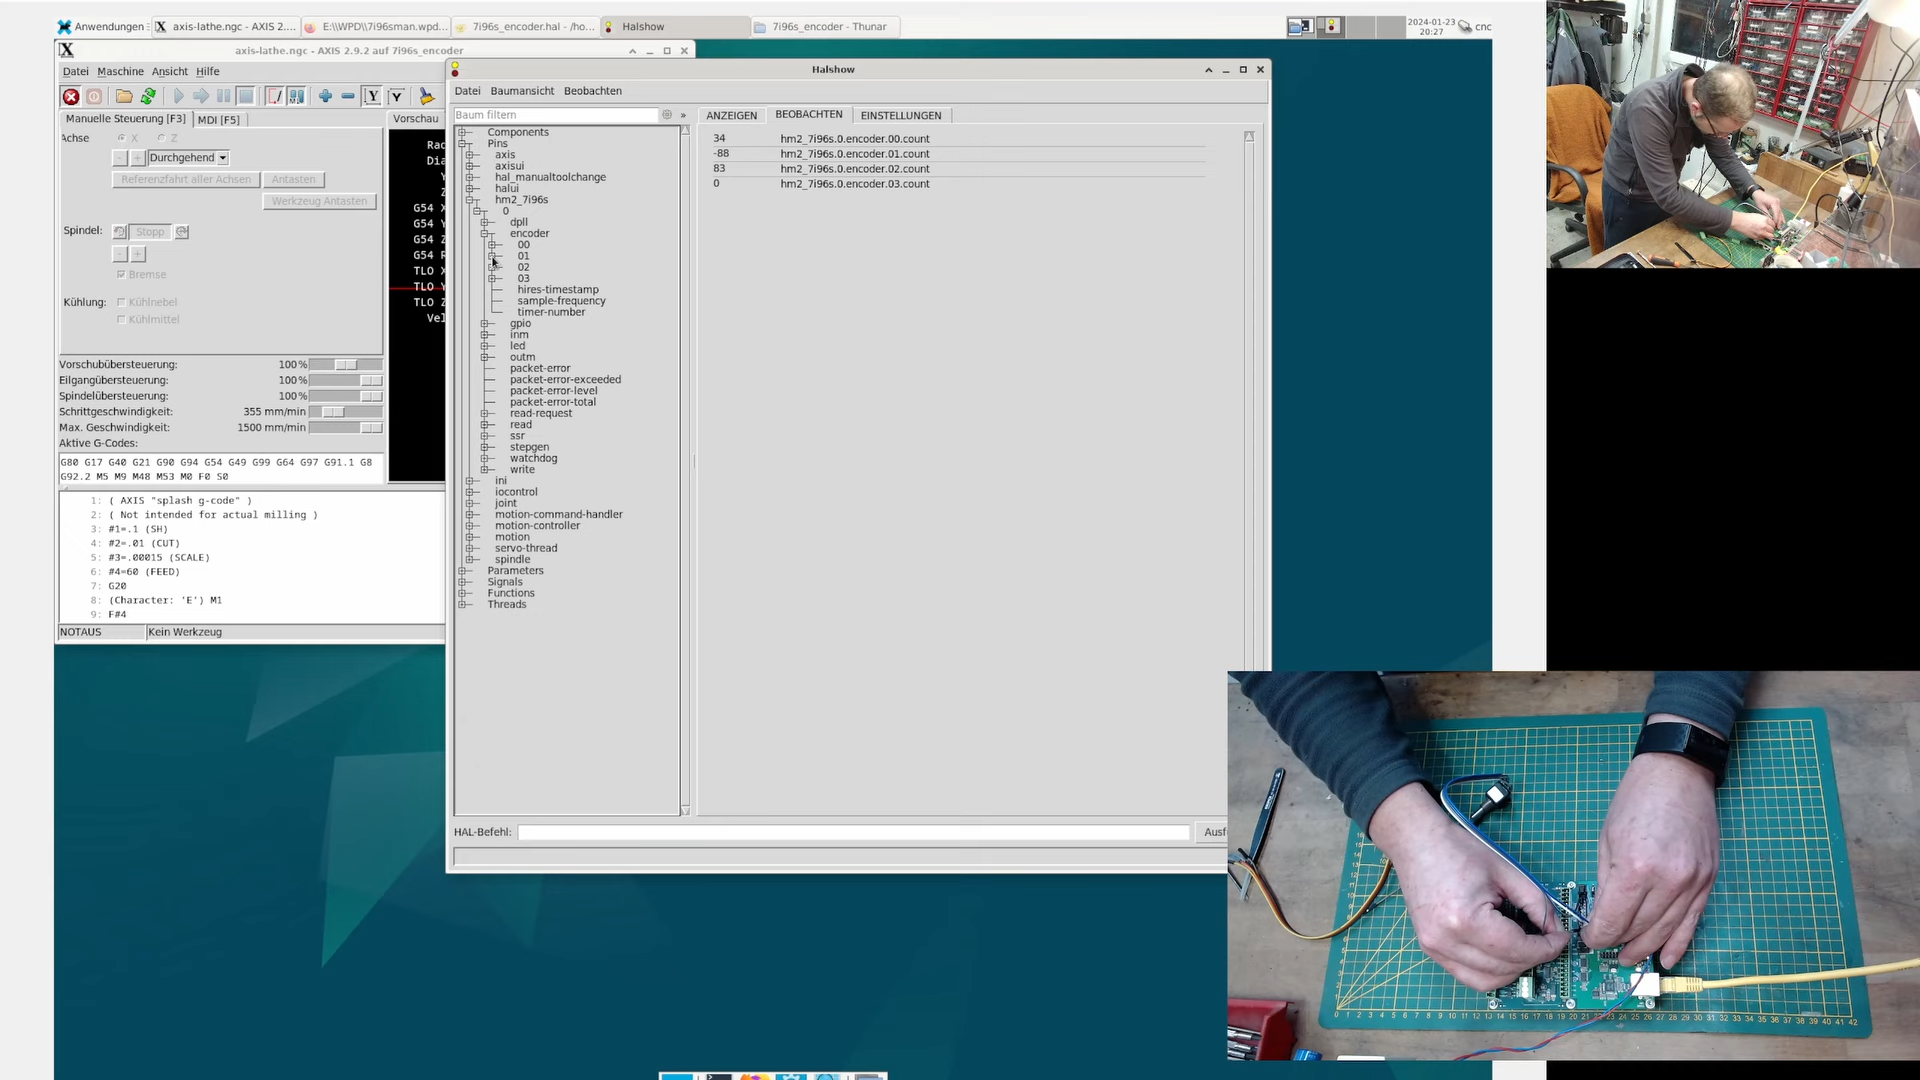 Anwendungen
axis-lathe.ngc - AXIS 2....
E:\\WPD\\7i96sman.wpd...
7i96s_encoder.hal - /ho...
Halshow
7i96s_encoder - Thunar
2024-01-23
20:27
cnc
axis-lathe.ngc - AXIS 2.9.2 auf 7i96s_encoder
Datei Maschine Ansicht Hilfe
Manuelle Steuerung [F3]
MDI [F5]
Achse
X
Z
-
+
Durchgehend
Referenzfahrt aller Achsen
Antasten
Werkzeug Antasten
Spindel:
Stopp
-
+
Bremse
Kühlung:
Kühlnebel
Kühlmittel
Vorschubübersteuerung: 100 %
Eilgangübersteuerung: 100 %
Spindelübersteuerung: 100 %
Schrittgeschwindigkeit: 355 mm/min
Max. Geschwindigkeit: 1500 mm/min
Aktive G-Codes:
G80 G17 G40 G21 G90 G94 G54 G49 G99 G64 G97 G91.1 G8
G92.2 M5 M9 M48 M53 M0 F0 S0
Vorschau
Rad
Dia
Y
Z
G54 X
G54 Y
G54 Z
G54 R
TLO X
TLO Y
TLO Z
Vel
1: ( AXIS "splash g-code" )
2: ( Not intended for actual milling )
3: #1=.1 (SH)
4: #2=.01 (CUT)
5: #3=.00015 (SCALE)
6: #4=60 (FEED)
7: G20
8: (Character: 'E') M1
9: F#4
NOTAUS
Kein Werkzeug
Halshow
Datei Baumansicht Beobachten
Baum filtern
»
Components
Pins
axis
axisui
hal_manualtoolchange
halui
hm2_7i96s
0
dpll
encoder
00
01
02
03
hires-timestamp
sample-frequency
timer-number
gpio
inm
led
outm
packet-error
packet-error-exceeded
packet-error-level
packet-error-total
read-request
read
ssr
stepgen
watchdog
write
ini
iocontrol
joint
motion-command-handler
motion-controller
motion
servo-thread
spindle
Parameters
Signals
Functions
Threads
ANZEIGEN
BEOBACHTEN
EINSTELLUNGEN
34 hm2_7i96s.0.encoder.00.count
-88 hm2_7i96s.0.encoder.01.count
83 hm2_7i96s.0.encoder.02.count
0 hm2_7i96s.0.encoder.03.count
HAL-Befehl:
Ausf